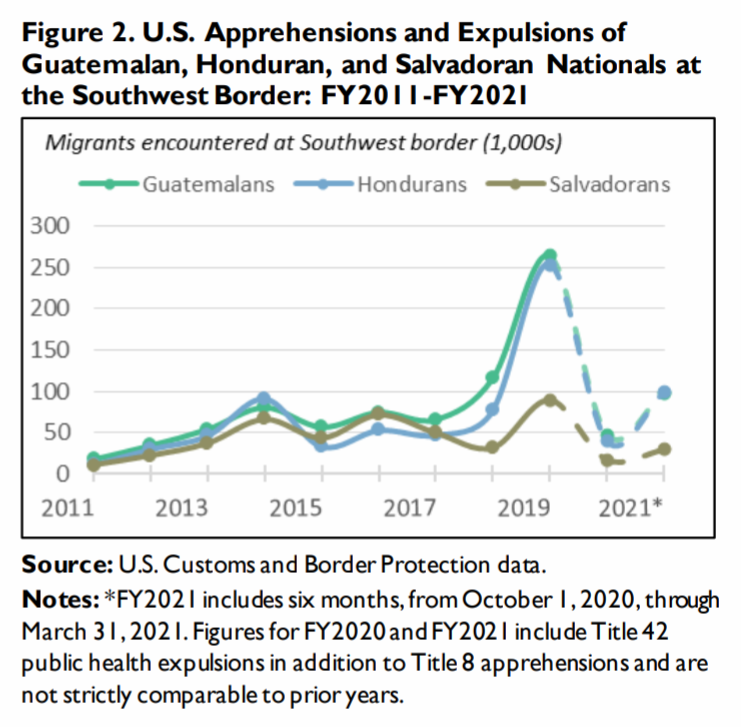 Figure 2. U.S. Apprehensions and Expulsions of
Guatemalan, Honduran, and Salvadoran Nationals at
the Southwest Border: FY2011-FY2021
Migrants encountered at Southwest border (1,000s)
Guatemalans Hondurans Salvadorans
300
250
200
150
100
50
0
2011 2013 2015 2017 2019 2021*
Source: U.S. Customs and Border Protection data.
Notes: *FY2021 includes six months, from October 1, 2020, through
March 31, 2021. Figures for FY2020 and FY2021 include Title 42
public health expulsions in addition to Title 8 apprehensions and are
not strictly comparable to prior years.